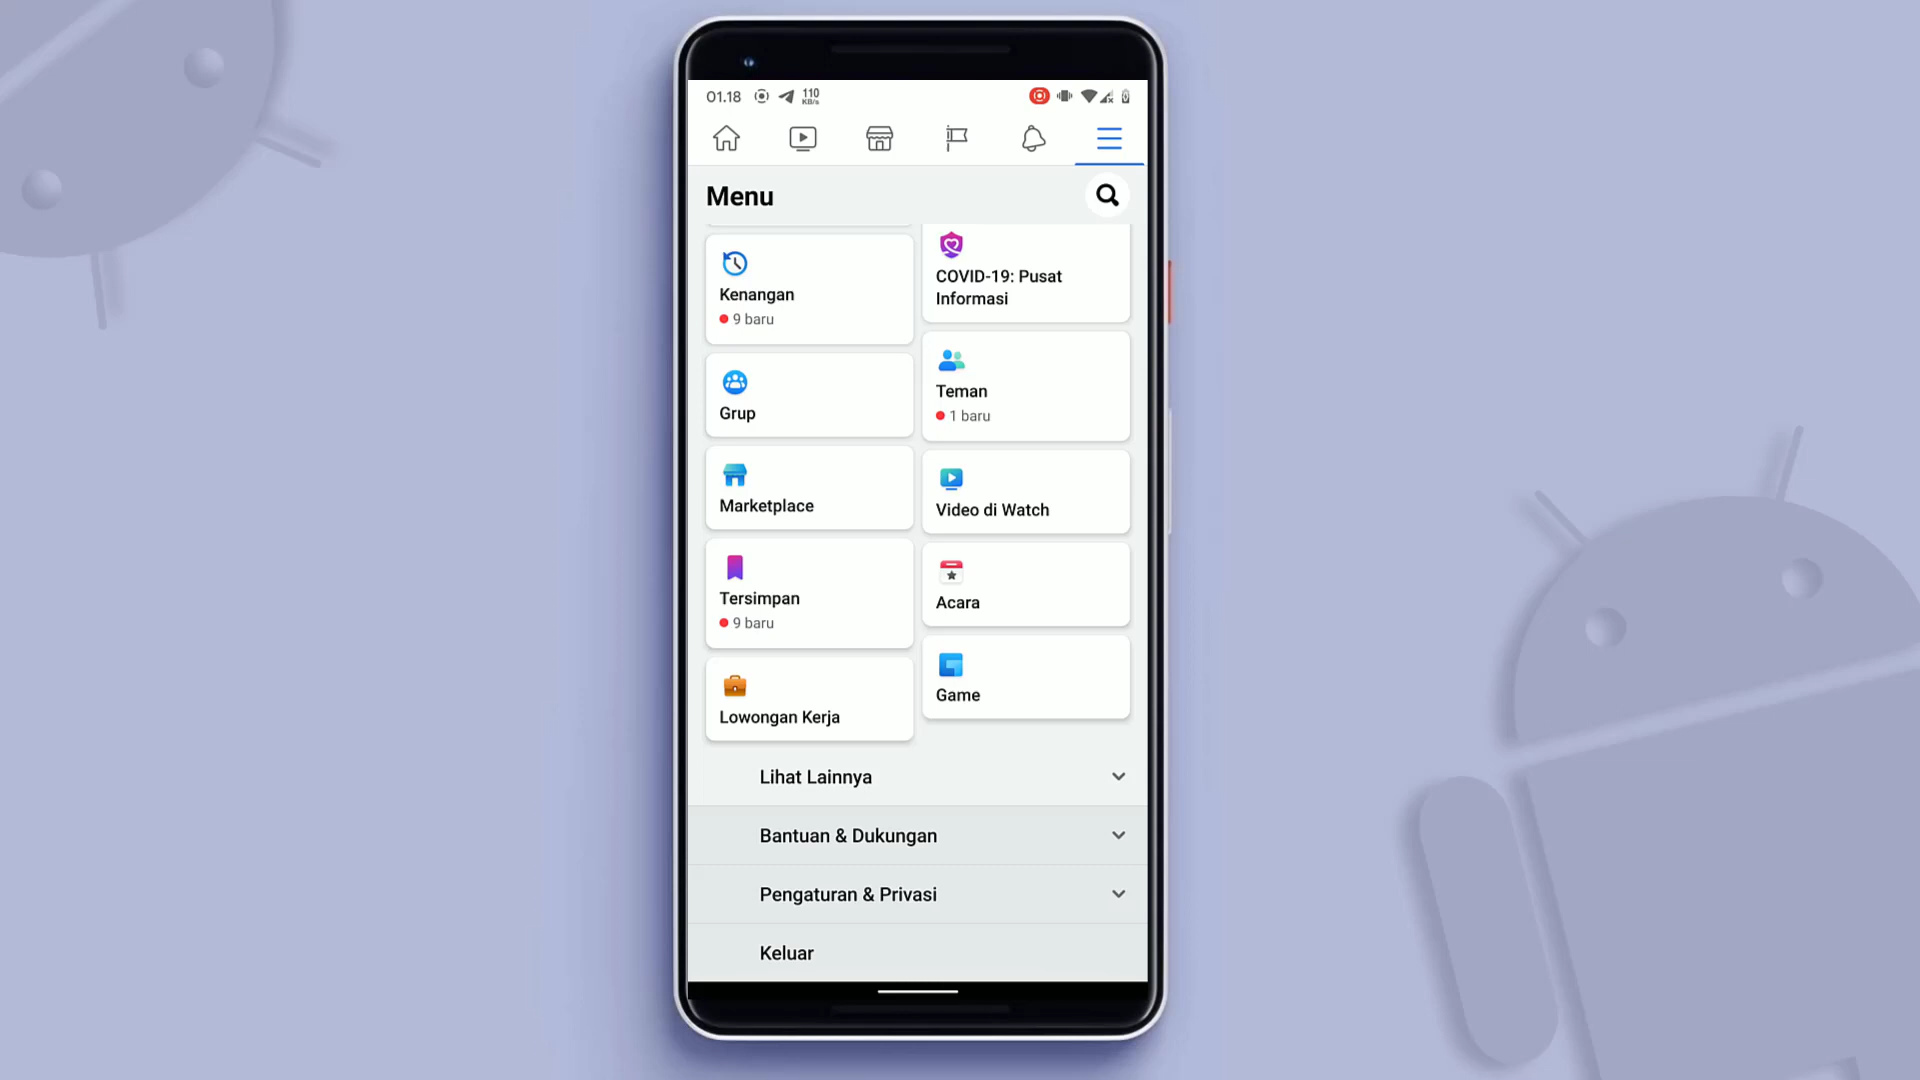 01.18
110
KB/s
Menu
Kenangan
9 baru
COVID-19: Pusat
Informasi
Grup
Teman
1 baru
Marketplace
Video di Watch
Tersimpan
9 baru
Acara
Lowongan Kerja
Game
Lihat Lainnya
Bantuan & Dukungan
Pengaturan & Privasi
Keluar